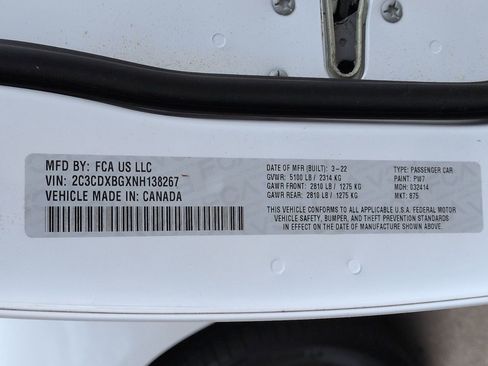 MFD BY: FCA US LLC
VIN: 2C3CDXBGXNH138267
VEHICLE MADE IN: CANADA
DATE OF MFR (BUILT): 3-22
GVWR: 5100 LB / 2314 KG
GAWR FRONT: 2810 LB / 1275 KG
GAWR REAR: 2810 LB / 1275 KG
TYPE: PASSENGER CAR
PAINT: PW7
MDH: 032414
MKT: 875
THIS VEHICLE CONFORMS TO ALL APPLICABLE U.S.A. FEDERAL MOTOR
VEHICLE SAFETY, BUMPER, AND THEFT PREVENTION STANDARDS
IN EFFECT ON THE DATE OF MANUFACTURE SHOWN ABOVE.